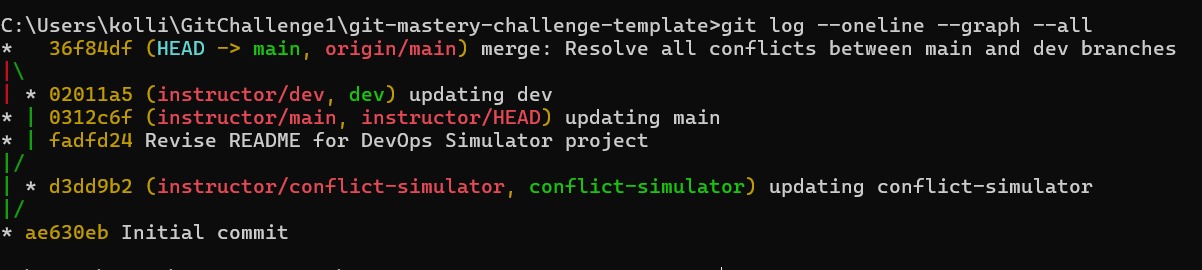 C:\Users\kolli\GitChallenge1\git-mastery-challenge-template>git log --oneline --graph --all
*   36f84df (HEAD -> main, origin/main) merge: Resolve all conflicts between main and dev branches
|\
| * 02011a5 (instructor/dev, dev) updating dev
* | 0312c6f (instructor/main, instructor/HEAD) updating main
* | fadfd24 Revise README for DevOps Simulator project
|/
| * d3dd9b2 (instructor/conflict-simulator, conflict-simulator) updating conflict-simulator
|/
* ae630eb Initial commit